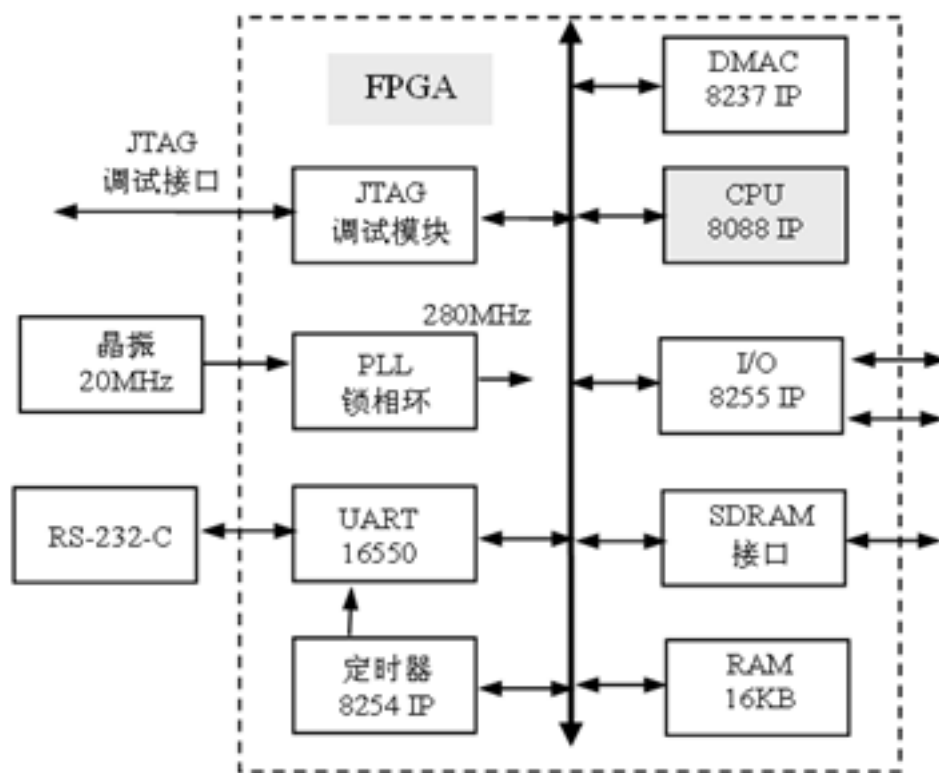 FPGA
DMAC
8237 IP
JTAG
调试接口
JTAG
调试模块
CPU
8088 IP
280MHz
晶振
20MHz
PLL
锁相环
I/O
8255 IP
RS-232-C
UART
16550
SDRAM
接口
定时器
8254 IP
RAM
16KB